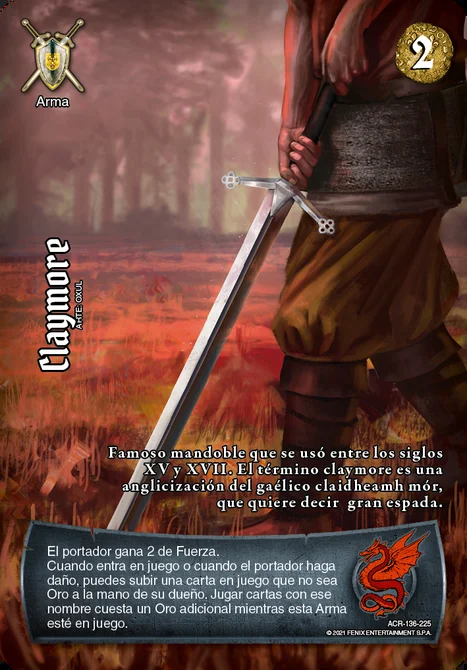 2
Arma
Claymore
ARTE: OXUL
Famoso mandoble que se usó entre los siglos
XV y XVII. El término claymore es una
anglicización del gaélico claidheamh mór,
que quiere decir gran espada.
El portador gana 2 de Fuerza.
Cuando entra en juego o cuando el portador haga
daño, puedes subir una carta en juego que no sea
Oro a la mano de su dueño. Jugar cartas con ese
nombre cuesta un Oro adicional mientras esta Arma
esté en juego.
ACR-136-225
© 2021 FENIX ENTERTAINMENT S.P.A.